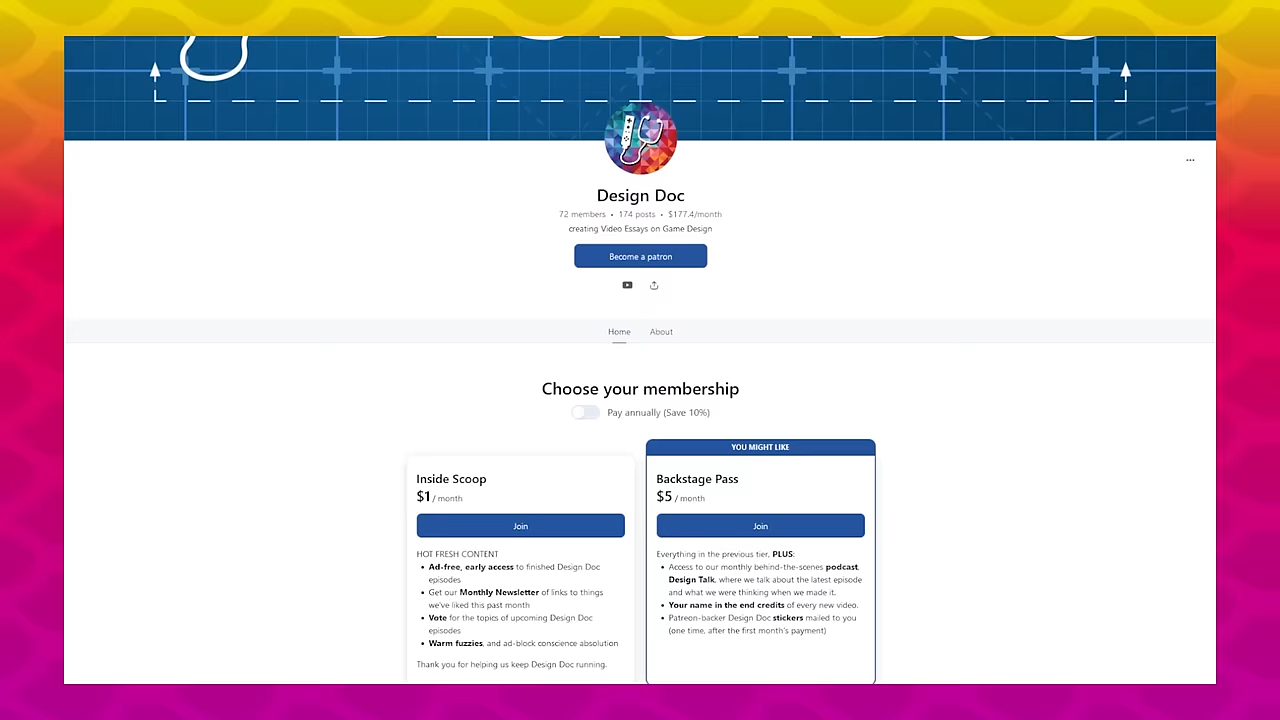 Design Doc
72 members • 174 posts • $177.4/month
creating Video Essays on Game Design
Become a patron
Home About
Choose your membership
Pay annually (Save 10%)
Inside Scoop
$1 / month
Join
HOT FRESH CONTENT
• Ad-free, early access to finished Design Doc
episodes
• Get our Monthly Newsletter of links to things
we've liked this past month
• Vote for the topics of upcoming Design Doc
episodes
• Warm fuzzies, and ad-block conscience absolution
Thank you for helping us keep Design Doc running.
YOU MIGHT LIKE
Backstage Pass
$5 / month
Join
Everything in the previous tier, PLUS:
• Access to our monthly behind-the-scenes podcast,
Design Talk, where we talk about the latest episode
and what we were thinking when we made it.
• Your name in the end credits of every new video.
• Patreon-backer Design Doc stickers mailed to you
(one time, after the first month's payment)